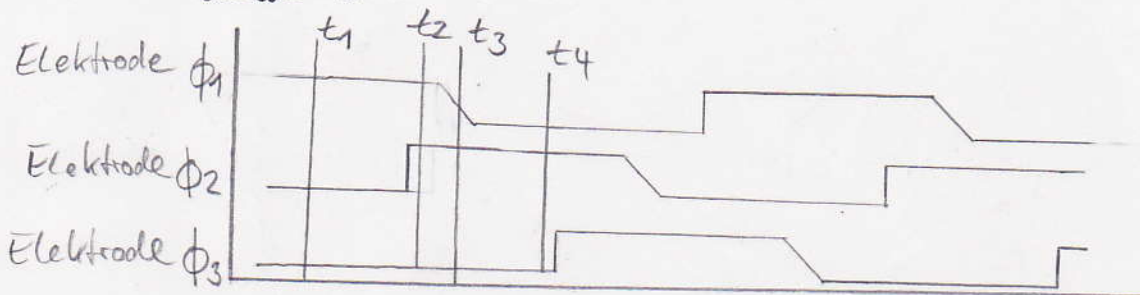 t1 t2 t3 t4
Elektrode ϕ1
Elektrode ϕ2
Elektrode ϕ3